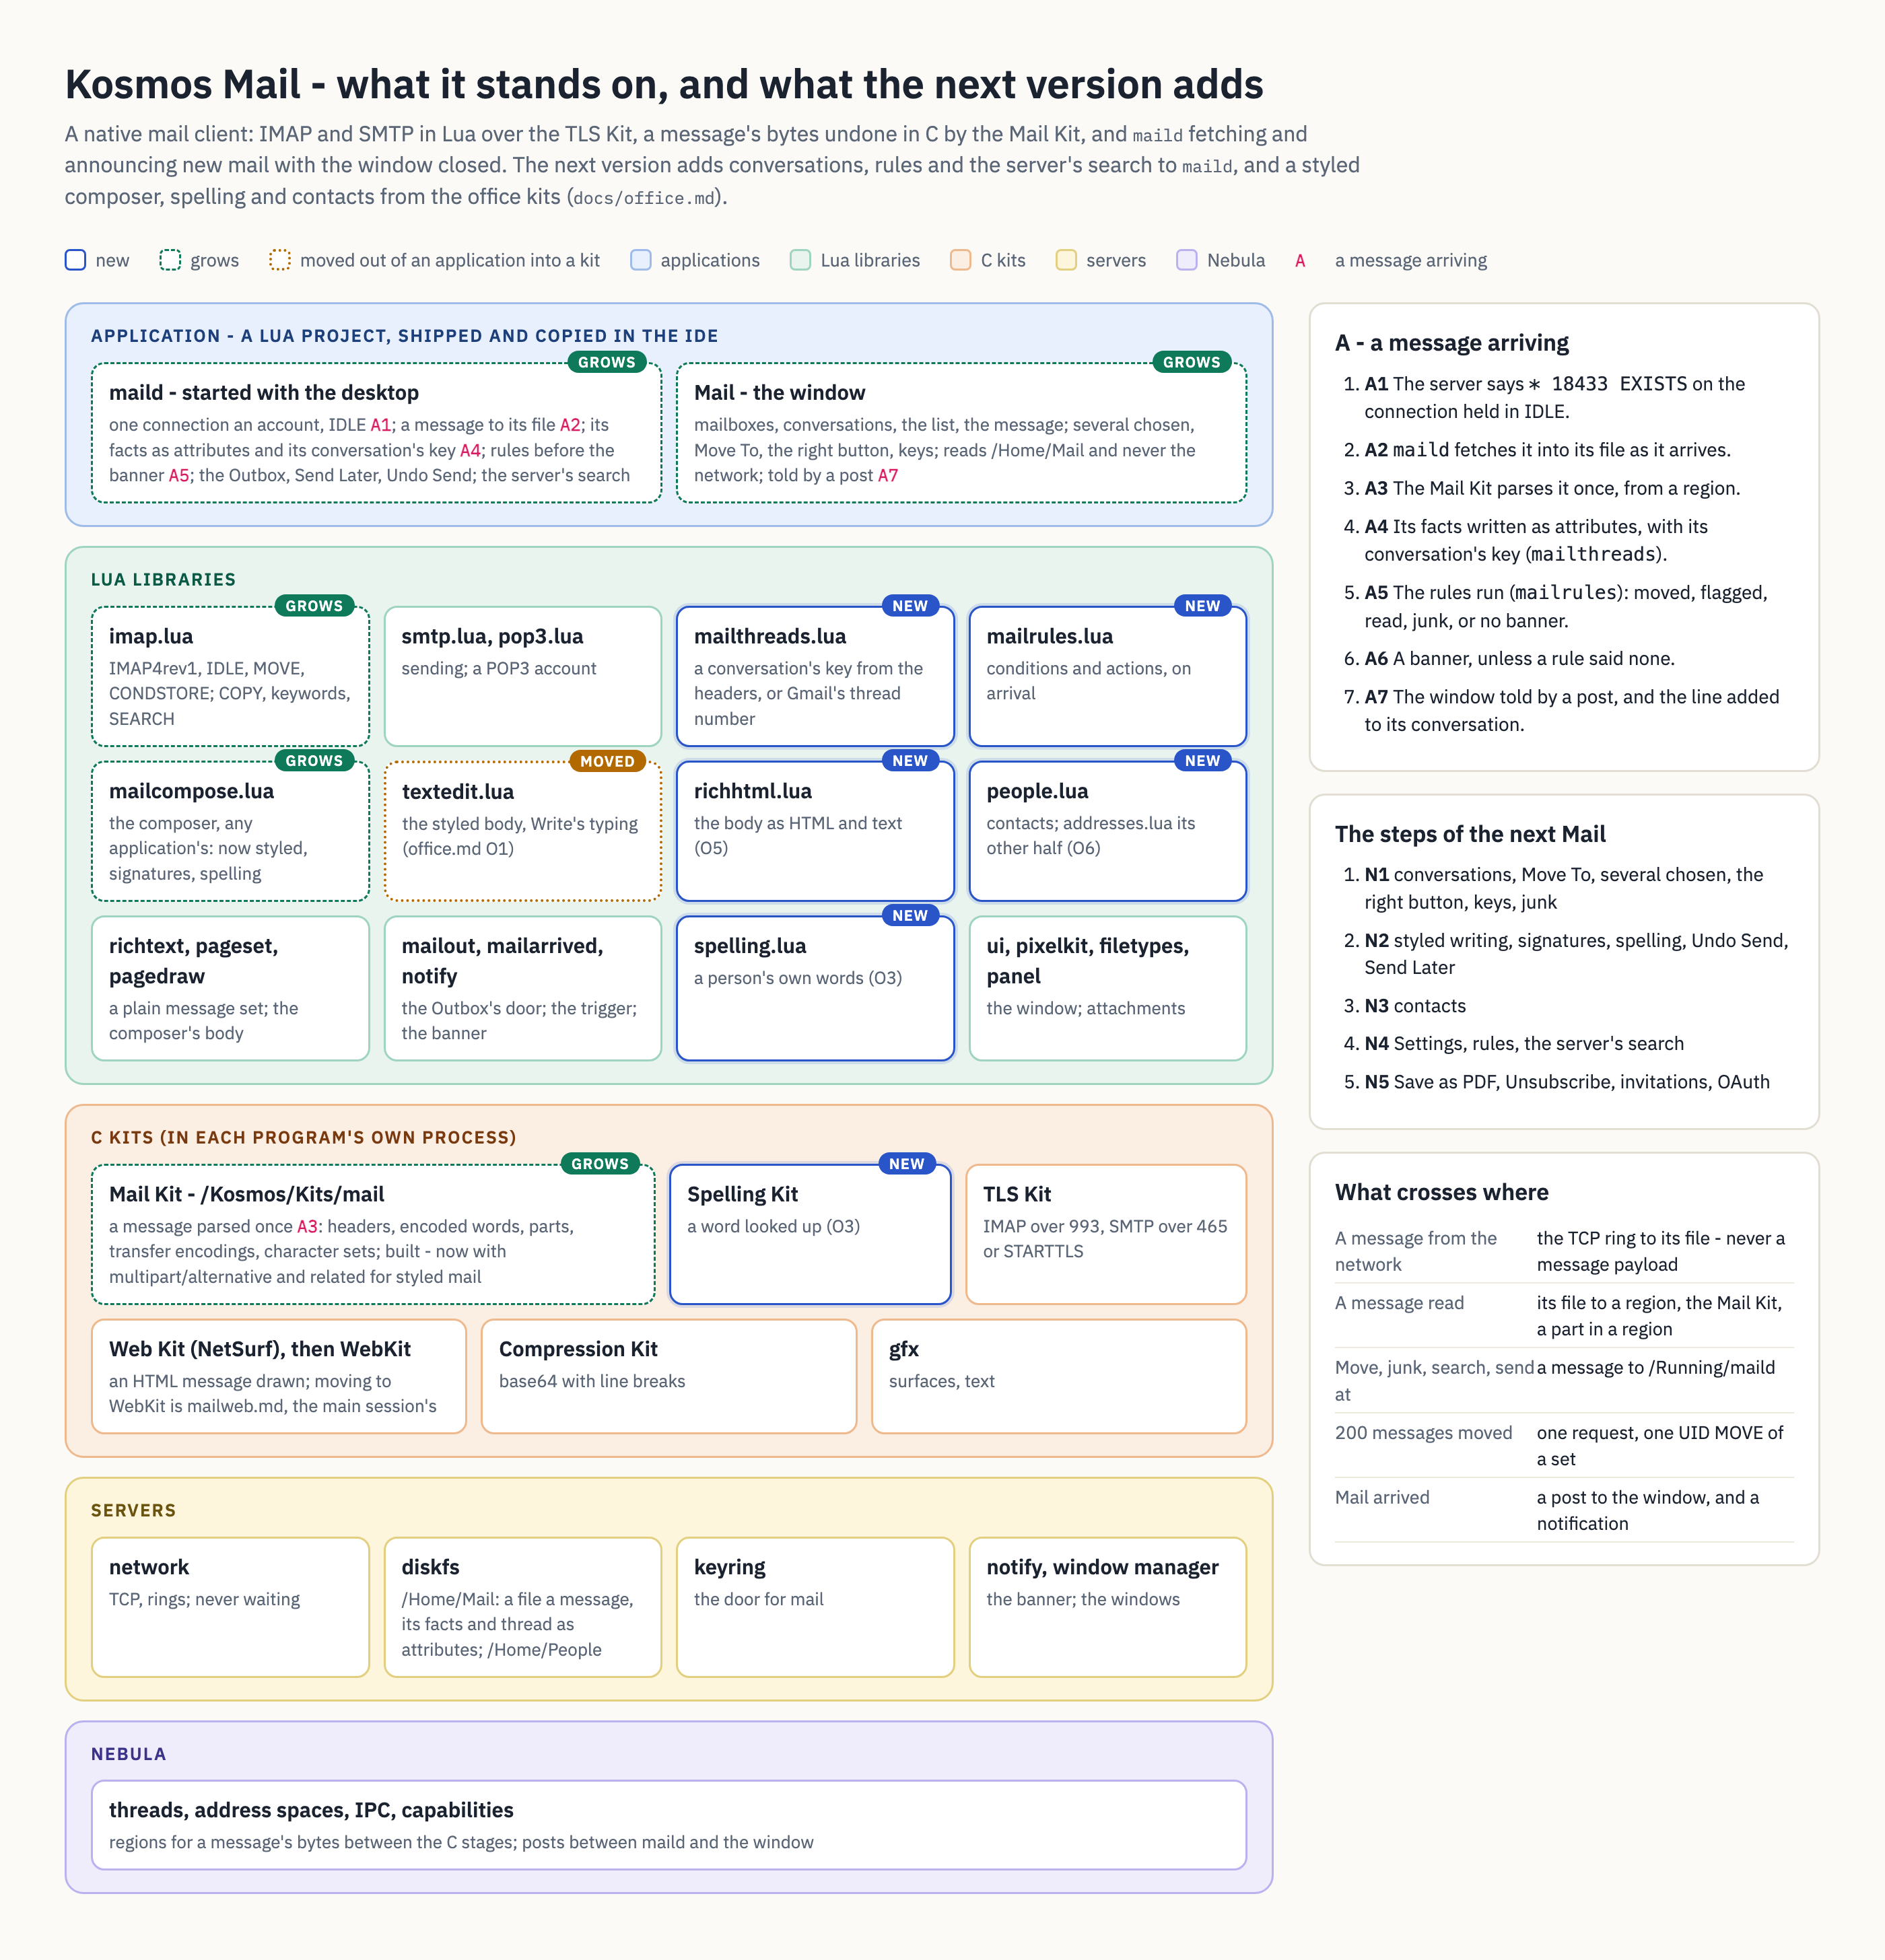 Kosmos Mail - what it stands on, and what the next version adds
A native mail client: IMAP and SMTP in Lua over the TLS Kit, a message's bytes undone in C by the Mail Kit, and maild fetching and
announcing new mail with the window closed. The next version adds conversations, rules and the server's search to maild, and a styled
composer, spelling and contacts from the office kits (docs/office.md).
new grows moved out of an application into a kit applications Lua libraries C kits servers Nebula A a message arriving
APPLICATION - A LUA PROJECT, SHIPPED AND COPIED IN THE IDE
GROWS
maild - started with the desktop
one connection an account, IDLE A1; a message to its file A2; its
facts as attributes and its conversation's key A4; rules before the
banner A5; the Outbox, Send Later, Undo Send; the server's search
GROWS
Mail - the window
mailboxes, conversations, the list, the message; several chosen,
Move To, the right button, keys; reads /Home/Mail and never the
network; told by a post A7
LUA LIBRARIES
GROWS
imap.lua
IMAP4rev1, IDLE, MOVE,
CONDSTORE; COPY, keywords,
SEARCH
smtp.lua, pop3.lua
sending; a POP3 account
NEW
mailthreads.lua
a conversation's key from the
headers, or Gmail's thread
number
NEW
mailrules.lua
conditions and actions, on
arrival
GROWS
mailcompose.lua
the composer, any
application's: now styled,
signatures, spelling
MOVED
textedit.lua
the styled body, Write's typing
(office.md O1)
NEW
richhtml.lua
the body as HTML and text
(O5)
NEW
people.lua
contacts; addresses.lua its
other half (O6)
richtext, pageset,
pagedraw
a plain message set; the
composer's body
mailout, mailarrived,
notify
the Outbox's door; the trigger;
the banner
NEW
spelling.lua
a person's own words (O3)
ui, pixelkit, filetypes,
panel
the window; attachments
C KITS (IN EACH PROGRAM'S OWN PROCESS)
GROWS
Mail Kit - /Kosmos/Kits/mail
a message parsed once A3: headers, encoded words, parts,
transfer encodings, character sets; built - now with
multipart/alternative and related for styled mail
NEW
Spelling Kit
a word looked up (O3)
TLS Kit
IMAP over 993, SMTP over 465
or STARTTLS
Web Kit (NetSurf), then WebKit
an HTML message drawn; moving to
WebKit is mailweb.md, the main session's
Compression Kit
base64 with line breaks
gfx
surfaces, text
SERVERS
network
TCP, rings; never waiting
diskfs
/Home/Mail: a file a message,
its facts and thread as
attributes; /Home/People
keyring
the door for mail
notify, window manager
the banner; the windows
NEBULA
threads, address spaces, IPC, capabilities
regions for a message's bytes between the C stages; posts between maild and the window
A - a message arriving
1. A1 The server says * 18433 EXISTS on the
connection held in IDLE.
2. A2 maild fetches it into its file as it arrives.
3. A3 The Mail Kit parses it once, from a region.
4. A4 Its facts written as attributes, with its
conversation's key (mailthreads).
5. A5 The rules run (mailrules): moved, flagged,
read, junk, or no banner.
6. A6 A banner, unless a rule said none.
7. A7 The window told by a post, and the line added
to its conversation.
The steps of the next Mail
1. N1 conversations, Move To, several chosen, the
right button, keys, junk
2. N2 styled writing, signatures, spelling, Undo Send,
Send Later
3. N3 contacts
4. N4 Settings, rules, the server's search
5. N5 Save as PDF, Unsubscribe, invitations, OAuth
What crosses where
A message from the
network
the TCP ring to its file - never a
message payload
A message read
its file to a region, the Mail Kit,
a part in a region
Move, junk, search, send
at
a message to /Running/maild
200 messages moved
one request, one UID MOVE of
a set
Mail arrived
a post to the window, and a
notification